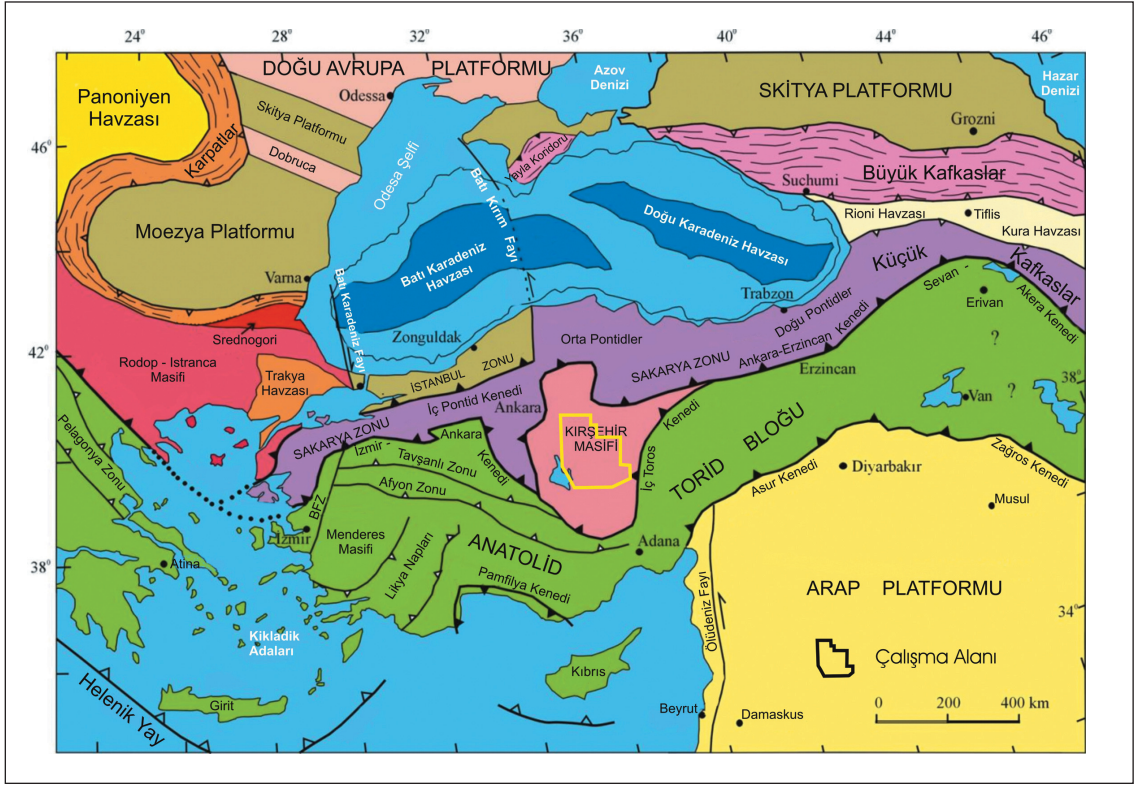 24°
28°
32°
36°
40°
44°
46°
DOĞU AVRUPA PLATFORMU
Azov
Denizi
Hazar
Denizi
Panoniyen
Havzası
Odessa
SKİTYA PLATFORMU
Skitya Platformu
Grozni
46°
Karpatlar
Dobruca
Odesa Şelfi
Yayla Koridoru
Büyük Kafkaslar
Suchumi
Batı Kırım Fayı
Rioni Havzası
Tiflis
Kura Havzası
Moezya Platformu
Doğu Karadeniz Havzası
Batı Karadeniz
Havzası
Küçük
Kafkaslar
Varna
Batı Karadeniz Fayı
Sevan -
Akera Kenedi
Erivan
Trabzon
Doğu Pontidler
Srednogori
Zonguldak
Orta Pontidler
?
42°
Rodop - Istranca
Masifi
İSTANBUL ZONU
SAKARYA ZONU
Ankara-Erzincan Kenedi
Erzincan
Trakya
Havzası
İç Pontid Kenedi
Ankara
38°
?
Van
Pelagonya Zonu
SAKARYA ZONU
KIRŞEHİR
MASİFİ
Kenedi
İzmir -
Ankara
Kenedi
TORİD BLOĞU
Tavşanlı Zonu
Afyon Zonu
İç Toros
Asur Kenedi
Diyarbakır
Zağros Kenedi
Musul
BFZ
İzmir
Menderes
Masifi
ANATOLİD
Adana
38°
Atina
Likya Napları
Pamfilya Kenedi
Ölüdeniz Fayı
ARAP PLATFORMU
34°
Kikladik
Adaları
Çalışma Alanı
Kıbrıs
Helenik Yay
Girit
Beyrut
Damaskus
0 200 400 km